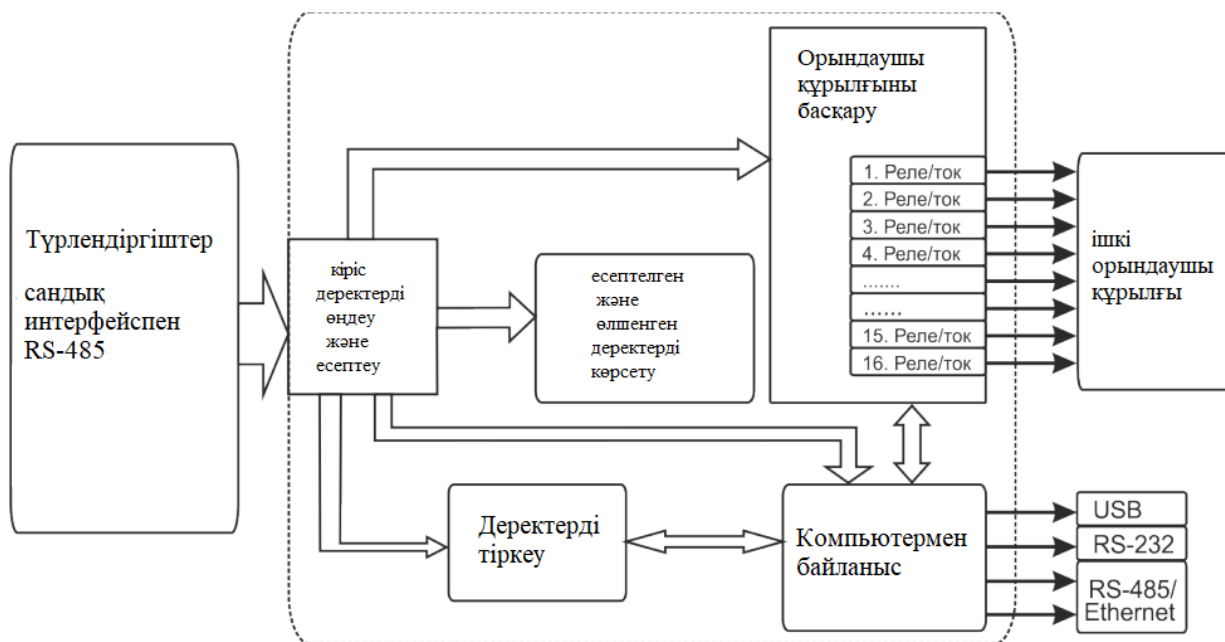 Түрлендіргіштер
сандық
интерфейспен
RS-485
кіріс
деректерді
өңдеу
және
есептеу
есептелген
және
өлшенген
деректерді
көрсету
Орындаушы
құрылғыны
басқару
1. Реле/ток
2. Реле/ток
3. Реле/ток
4. Реле/ток
.......
......
15. Реле/ток
16. Реле/ток
ішкі
орындаушы
құрылғы
Деректерді
тіркеу
Компьютермен
байланыс
USB
RS-232
RS-485/
Ethernet